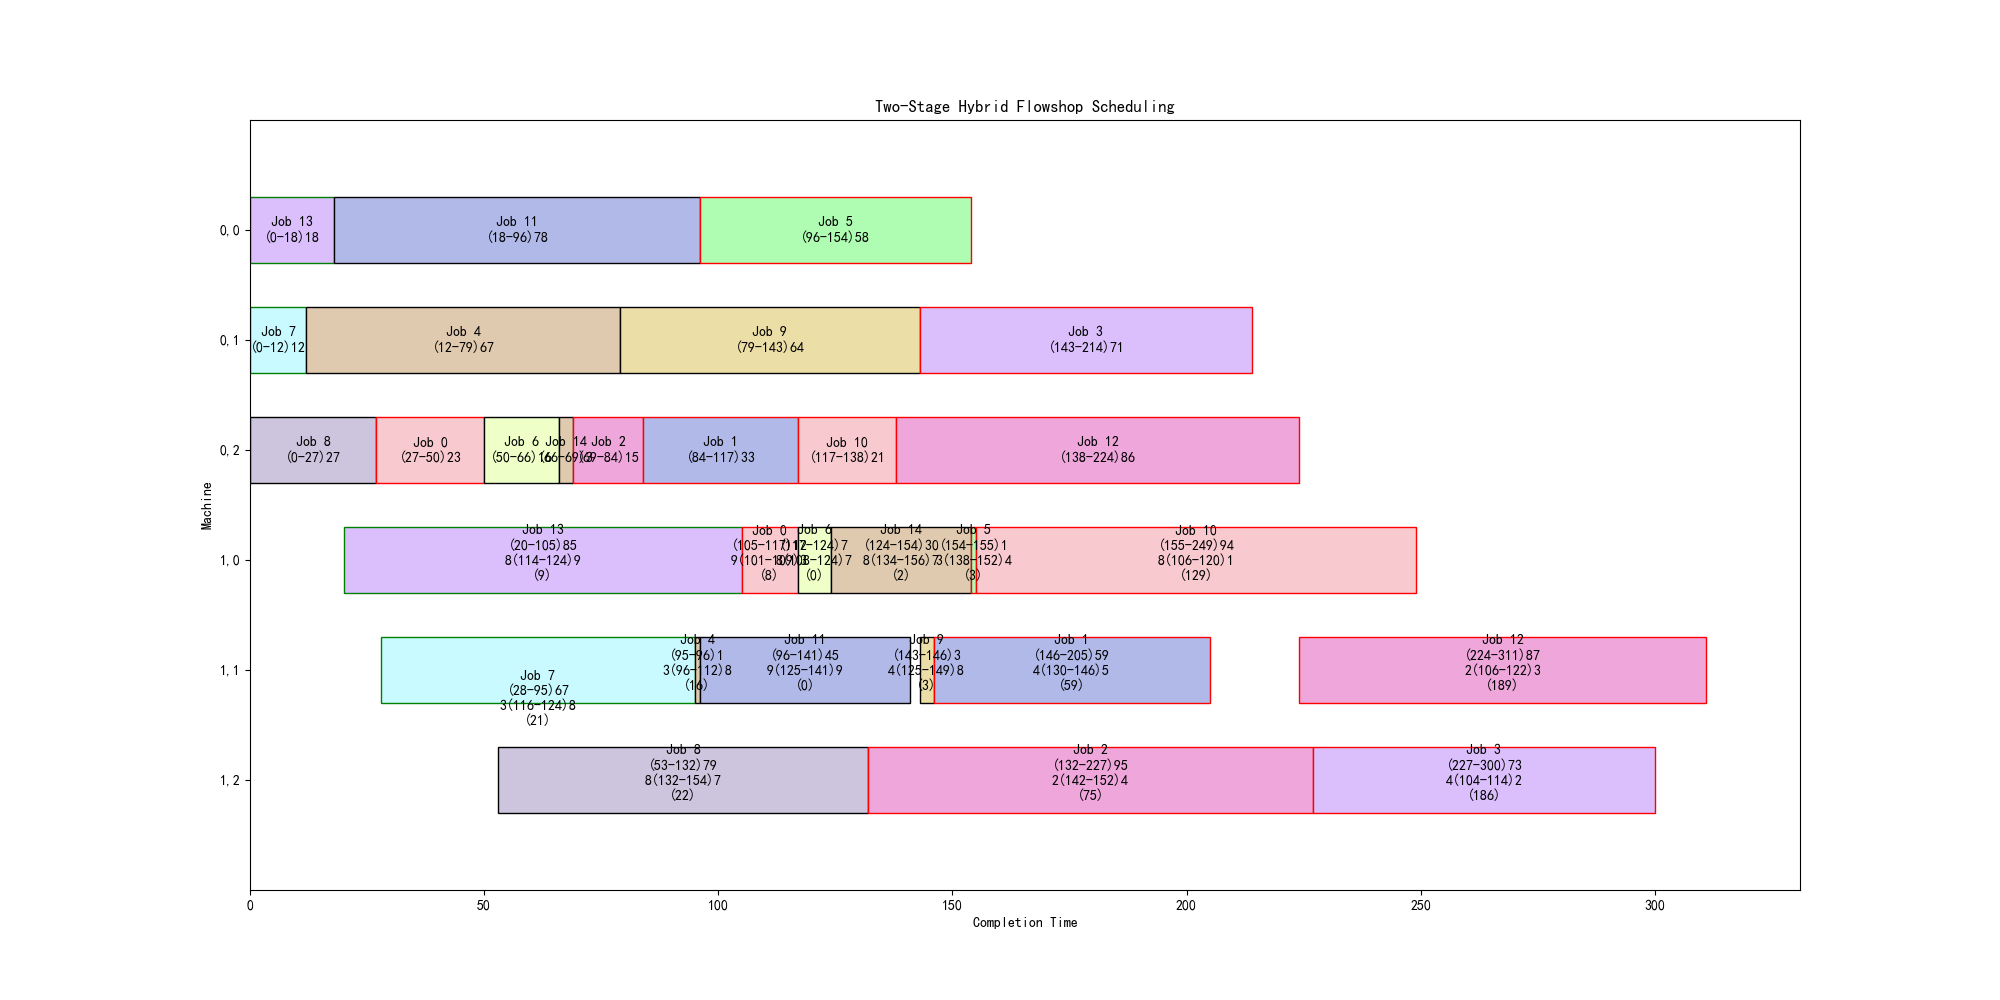 Two-Stage Hybrid Flowshop Scheduling
Machine
0,0
Job 13
(0-18)18
Job 11
(18-96)78
Job 5
(96-154)58
0,1
Job 7
(0-12)12
Job 4
(12-79)67
Job 9
(79-143)64
Job 3
(143-214)71
0,2
Job 8
(0-27)27
Job 0
(27-50)23
Job 6
(50-66)16
Job 14
(66-69)3
Job 2
(69-84)15
Job 1
(84-117)33
Job 10
(117-138)21
Job 12
(138-224)86
1,0
Job 13
(20-105)85
8(114-124)9
(9)
Job 0
(105-117)12
9(101-109)3
(8)
Job 6
(117-124)7
(0)
Job 14
(124-154)30
8(134-156)7
(2)
Job 5
(154-155)1
3(138-152)4
(3)
Job 10
(155-249)94
8(106-120)1
(129)
1,1
Job 7
(28-95)67
3(116-124)8
(21)
Job 4
(95-96)1
3(96-112)8
(16)
Job 11
(96-141)45
9(125-141)9
(0)
Job 9
(143-146)3
4(125-149)8
(3)
Job 1
(146-205)59
4(130-146)5
(59)
Job 12
(224-311)87
2(106-122)3
(189)
1,2
Job 8
(53-132)79
8(132-154)7
(22)
Job 2
(132-227)95
2(142-152)4
(75)
Job 3
(227-300)73
4(104-114)2
(186)
0 50 100 150 200 250 300
Completion Time